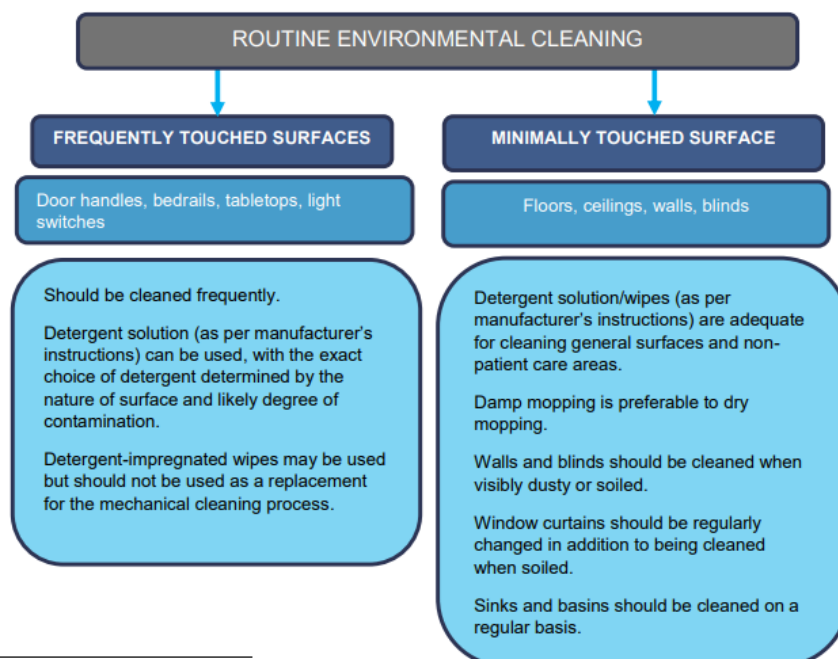 ROUTINE ENVIRONMENTAL CLEANING
FREQUENTLY TOUCHED SURFACES
Door handles, bedrails, tabletops, light
switches
Should be cleaned frequently.
Detergent solution (as per manufacturer's
instructions) can be used, with the exact
choice of detergent determined by the
nature of surface and likely degree of
contamination.
Detergent-impregnated wipes may be used
but should not be used as a replacement
for the mechanical cleaning process.
MINIMALLY TOUCHED SURFACE
Floors, ceilings, walls, blinds
Detergent solution/wipes (as per
manufacturer's instructions) are adequate
for cleaning general surfaces and non-
patient care areas.
Damp mopping is preferable to dry
mopping.
Walls and blinds should be cleaned when
visibly dusty or soiled.
Window curtains should be regularly
changed in addition to being cleaned
when soiled.
Sinks and basins should be cleaned on a
regular basis.